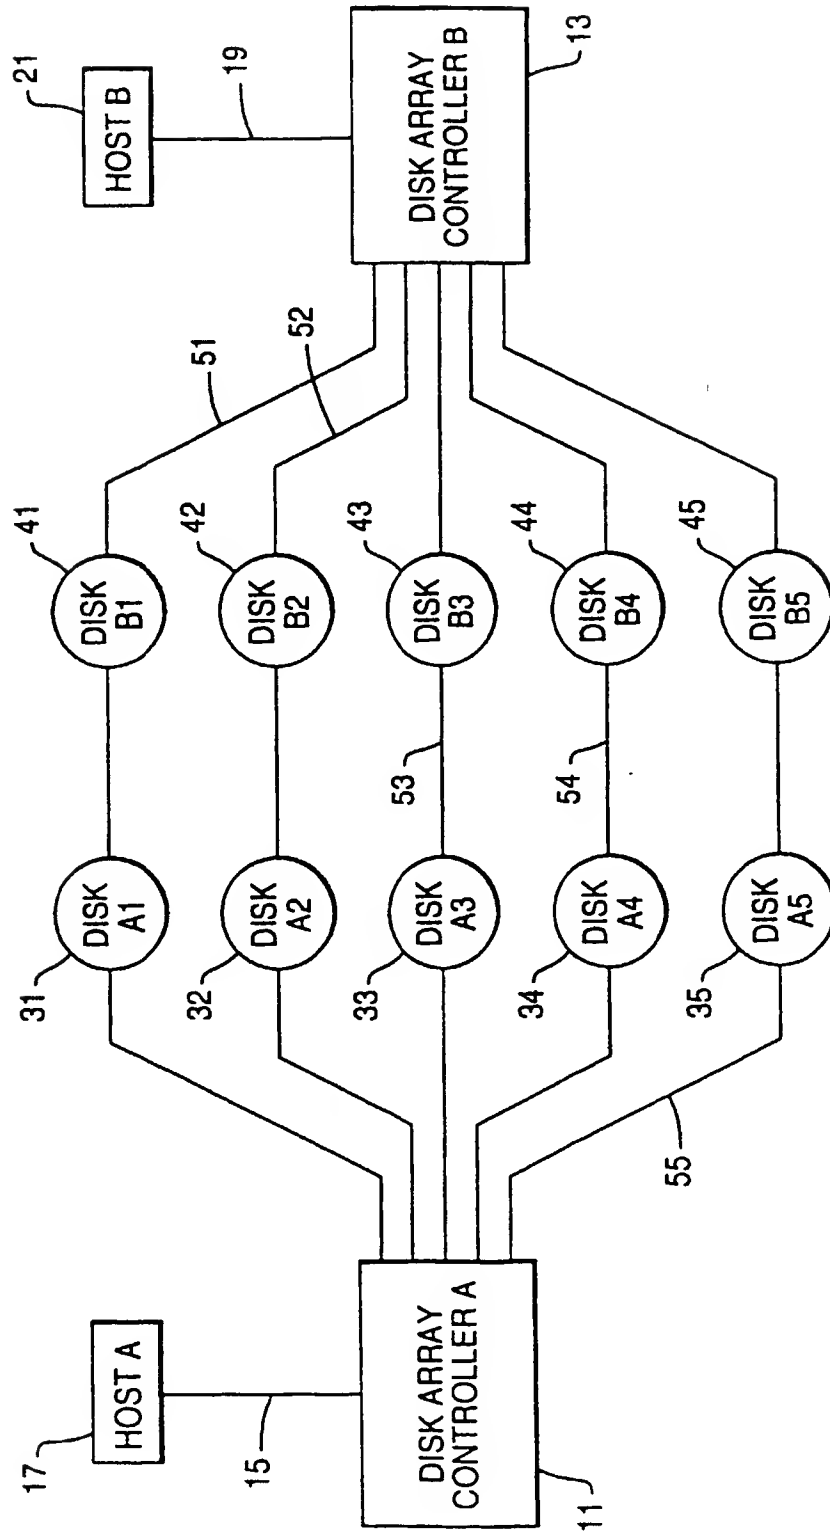 21
HOST B
19
DISK ARRAY
CONTROLLER B
13
51
52
41
DISK
B1
42
DISK
B2
43
DISK
B3
44
DISK
B4
45
DISK
B5
53
54
31
DISK
A1
32
DISK
A2
33
DISK
A3
34
DISK
A4
35
DISK
A5
55
17
HOST A
15
DISK ARRAY
CONTROLLER A
11